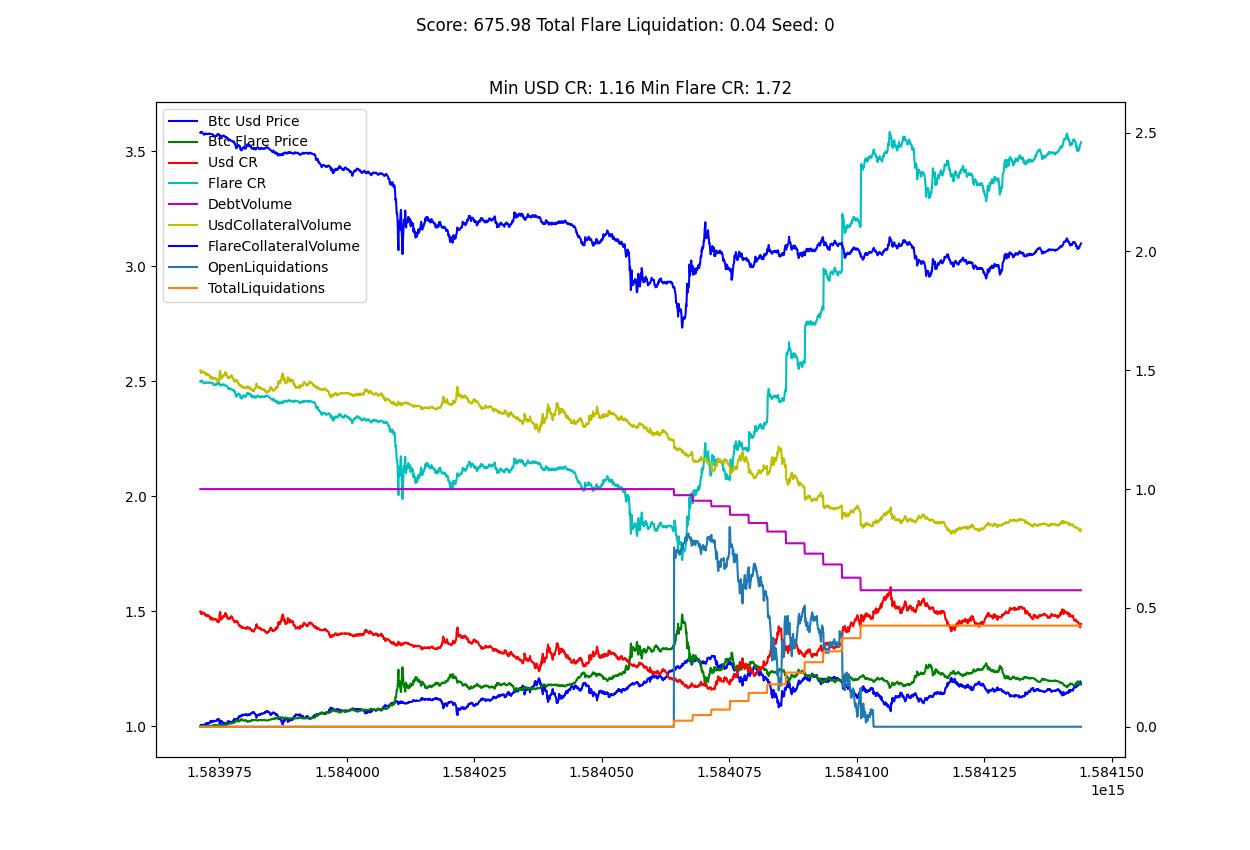 Score: 675.98 Total Flare Liquidation: 0.04 Seed: 0
Min USD CR: 1.16 Min Flare CR: 1.72
Btc Usd Price
Btc Flare Price
Usd CR
Flare CR
DebtVolume
UsdCollateralVolume
FlareCollateralVolume
OpenLiquidations
TotalLiquidations
3.5
3.0
2.5
2.0
1.5
1.0
2.5
2.0
1.5
1.0
0.5
0.0
1.583975 1.584000 1.584025 1.584050 1.584075 1.584100 1.584125 1.584150
1e15